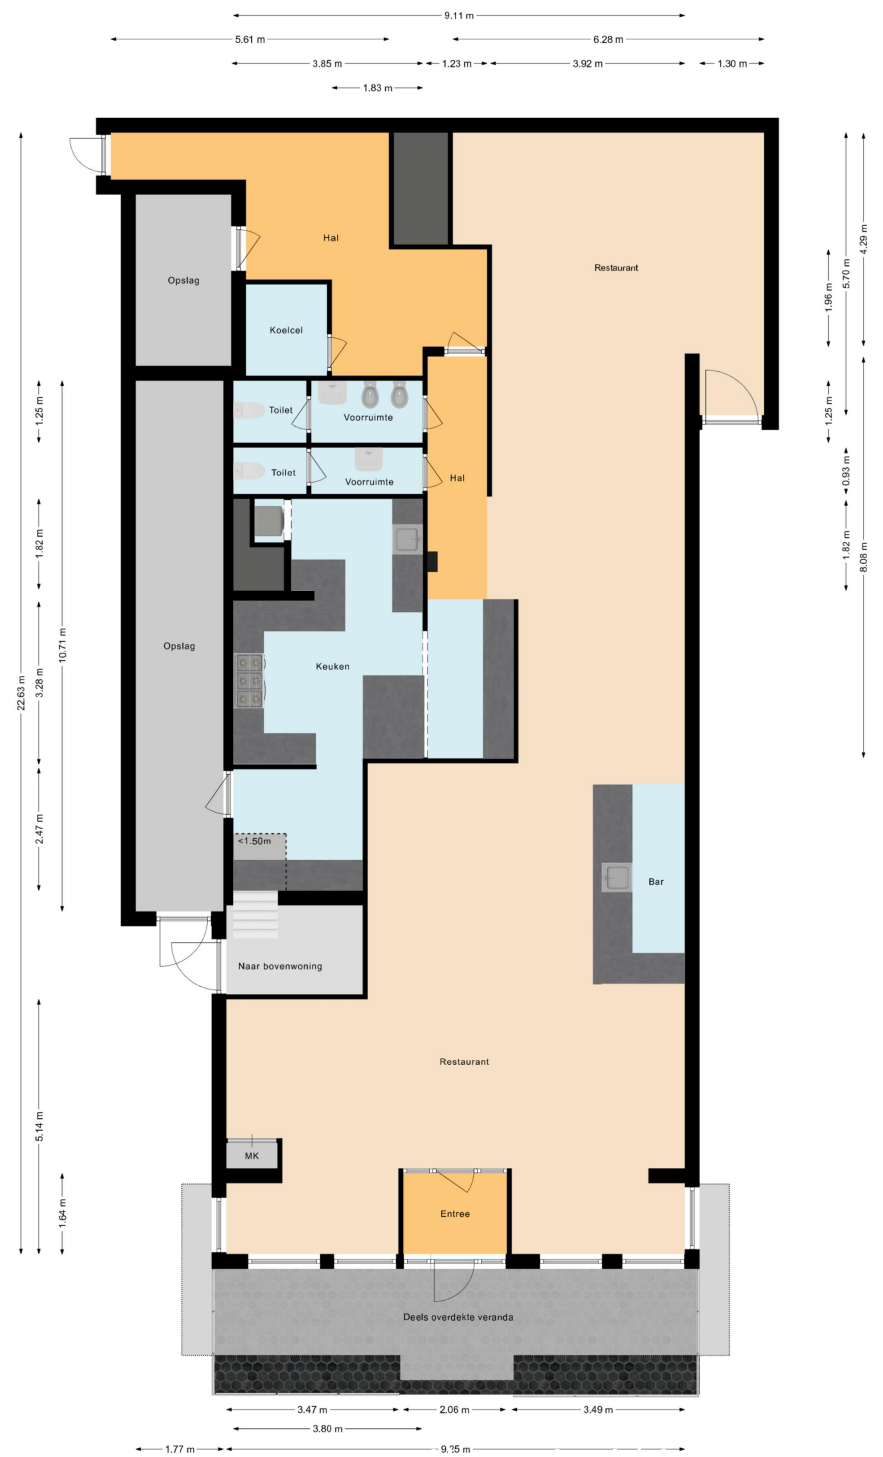 9.11 m
5.61 m
6.28 m
3.85 m
1.23 m
3.92 m
1.30 m
1.83 m
Hal
Restaurant
Opslag
Koelcel
4.29 m
5.70 m
1.96 m
1.25 m
Toilet
Voorruimte
1.25 m
Toilet
Voorruimte
Hal
0.93 m
1.82 m
1.82 m
8.08 m
Opslag
Keuken
10.71 m
22.63 m
3.28 m
2.47 m
<1.50m
Bar
Naar bovenwoning
Restaurant
5.14 m
MK
1.64 m
Entree
Deels overdekte veranda
3.47 m
2.06 m
3.49 m
3.80 m
1.77 m